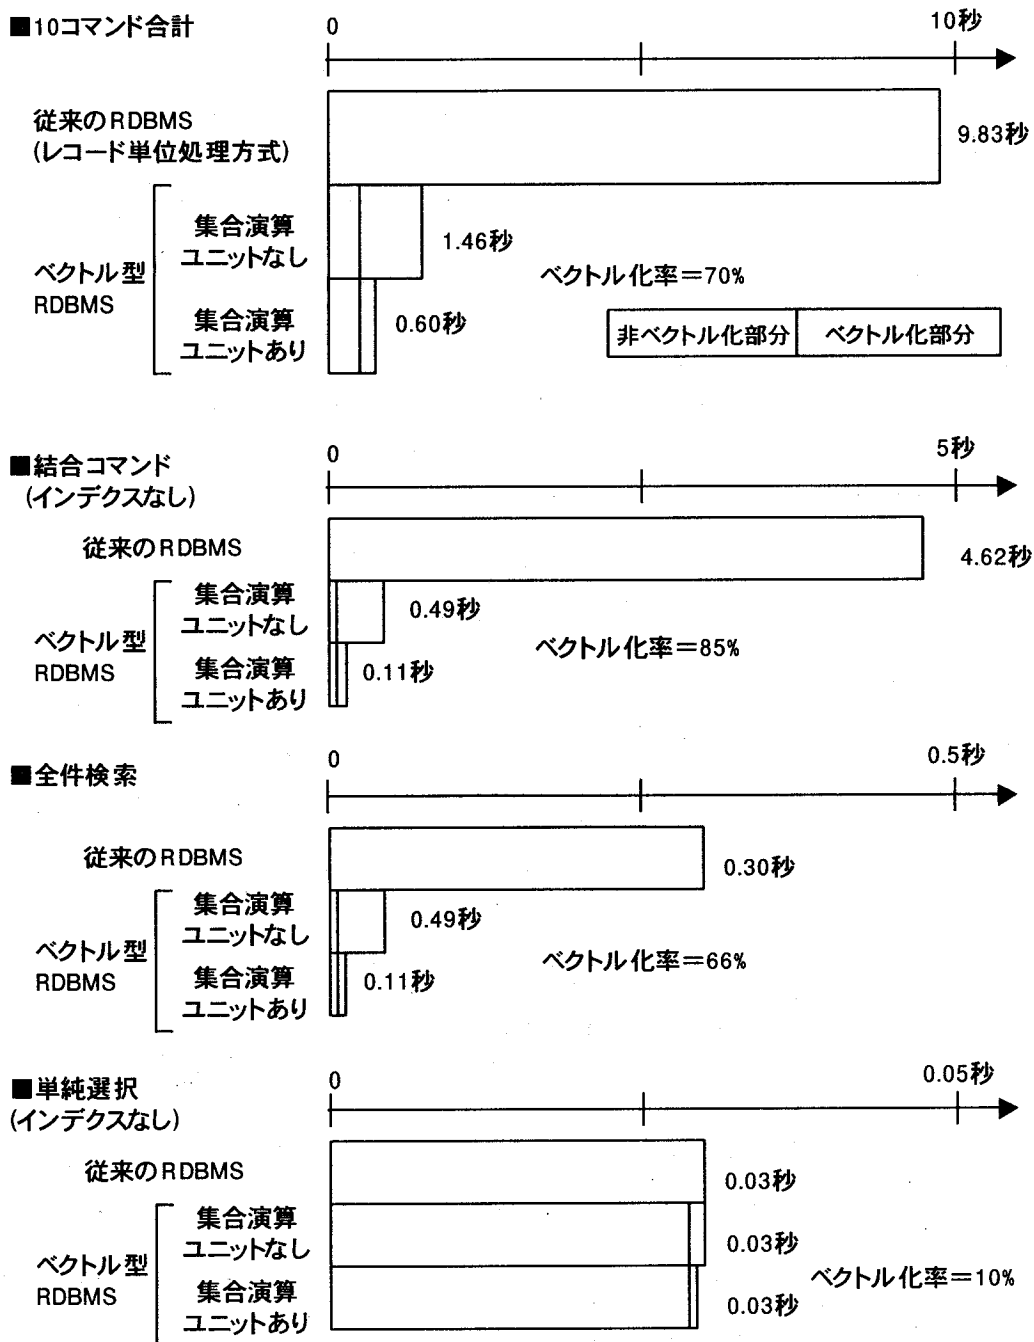 ■10コマンド合計
0
10秒
従来のRDBMS
(レコード単位処理方式)
9.83秒
ベクトル型
RDBMS
集合演算
ユニットなし
1.46秒
集合演算
ユニットあり
0.60秒
ベクトル化率=70%
非ベクトル化部分
ベクトル化部分
■結合コマンド
(インデクスなし)
0
5秒
従来のRDBMS
4.62秒
ベクトル型
RDBMS
集合演算
ユニットなし
0.49秒
集合演算
ユニットあり
0.11秒
ベクトル化率=85%
■全件検索
0
0.5秒
従来のRDBMS
0.30秒
ベクトル型
RDBMS
集合演算
ユニットなし
0.49秒
集合演算
ユニットあり
0.11秒
ベクトル化率=66%
■単純選択
(インデクスなし)
0
0.05秒
従来のRDBMS
0.03秒
ベクトル型
RDBMS
集合演算
ユニットなし
0.03秒
集合演算
ユニットあり
0.03秒
ベクトル化率=10%